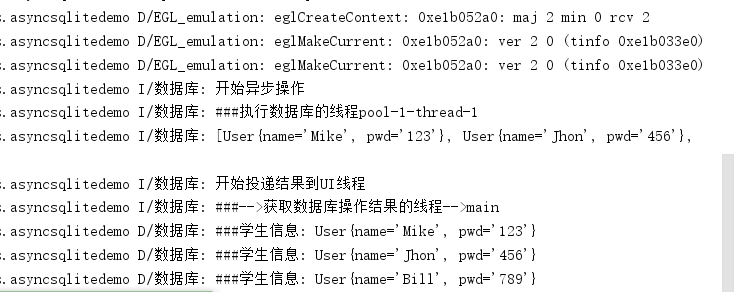 s.asyncsqlitedemo D/EGL_emulation: eglCreateContext: 0xe1b052a0: maj 2 min 0 rcv 2
s.asyncsqlitedemo D/EGL_emulation: eglMakeCurrent: 0xe1b052a0: ver 2 0 (tinfo 0xe1b033e0)
s.asyncsqlitedemo D/EGL_emulation: eglMakeCurrent: 0xe1b052a0: ver 2 0 (tinfo 0xe1b033e0)
s.asyncsqlitedemo I/数据库: 开始异步操作
s.asyncsqlitedemo I/数据库: ###执行数据库的线程pool-1-thread-1
s.asyncsqlitedemo I/数据库: [User{name='Mike', pwd='123'}, User{name='Jhon', pwd='456'},
s.asyncsqlitedemo I/数据库: 开始投递结果到UI线程
s.asyncsqlitedemo I/数据库: ###-->获取数据库操作结果的线程-->main
s.asyncsqlitedemo D/数据库: ###学生信息: User{name='Mike', pwd='123'}
s.asyncsqlitedemo D/数据库: ###学生信息: User{name='Jhon', pwd='456'}
s.asyncsqlitedemo D/数据库: ###学生信息: User{name='Bill', pwd='789'}